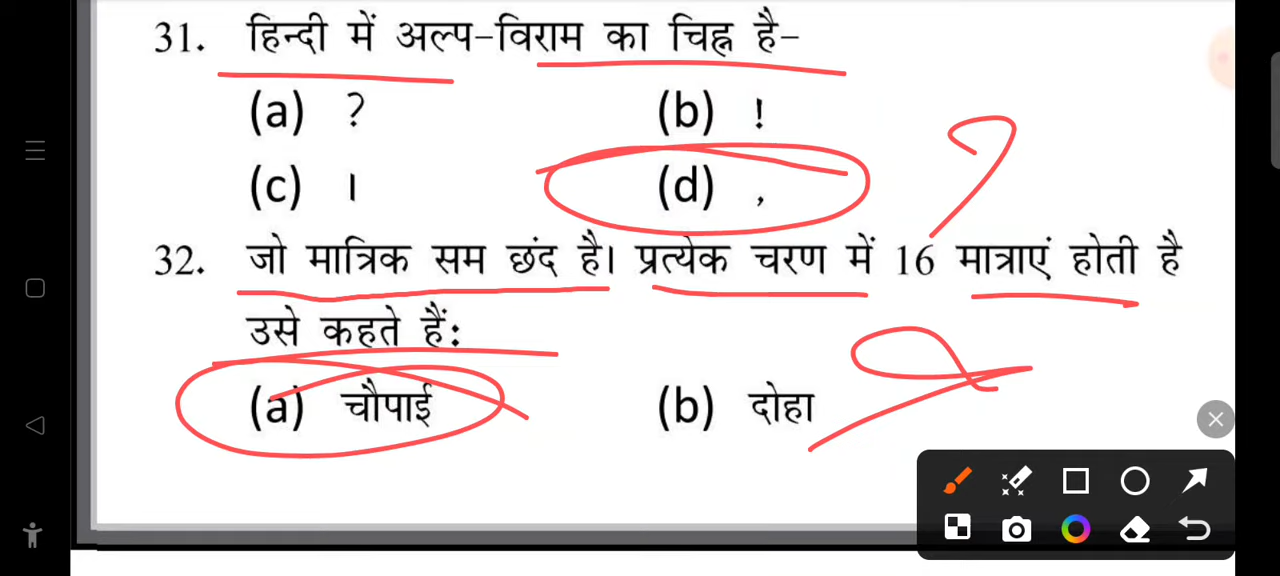 31. हिन्दी में अल्प-विराम का चिह्न है-
(a) ? (b) !
(c) । (d) ,
32. जो मात्रिक सम छंद है। प्रत्येक चरण में 16 मात्राएं होती है
उसे कहते हैं:
(a) चौपाई (b) दोहा